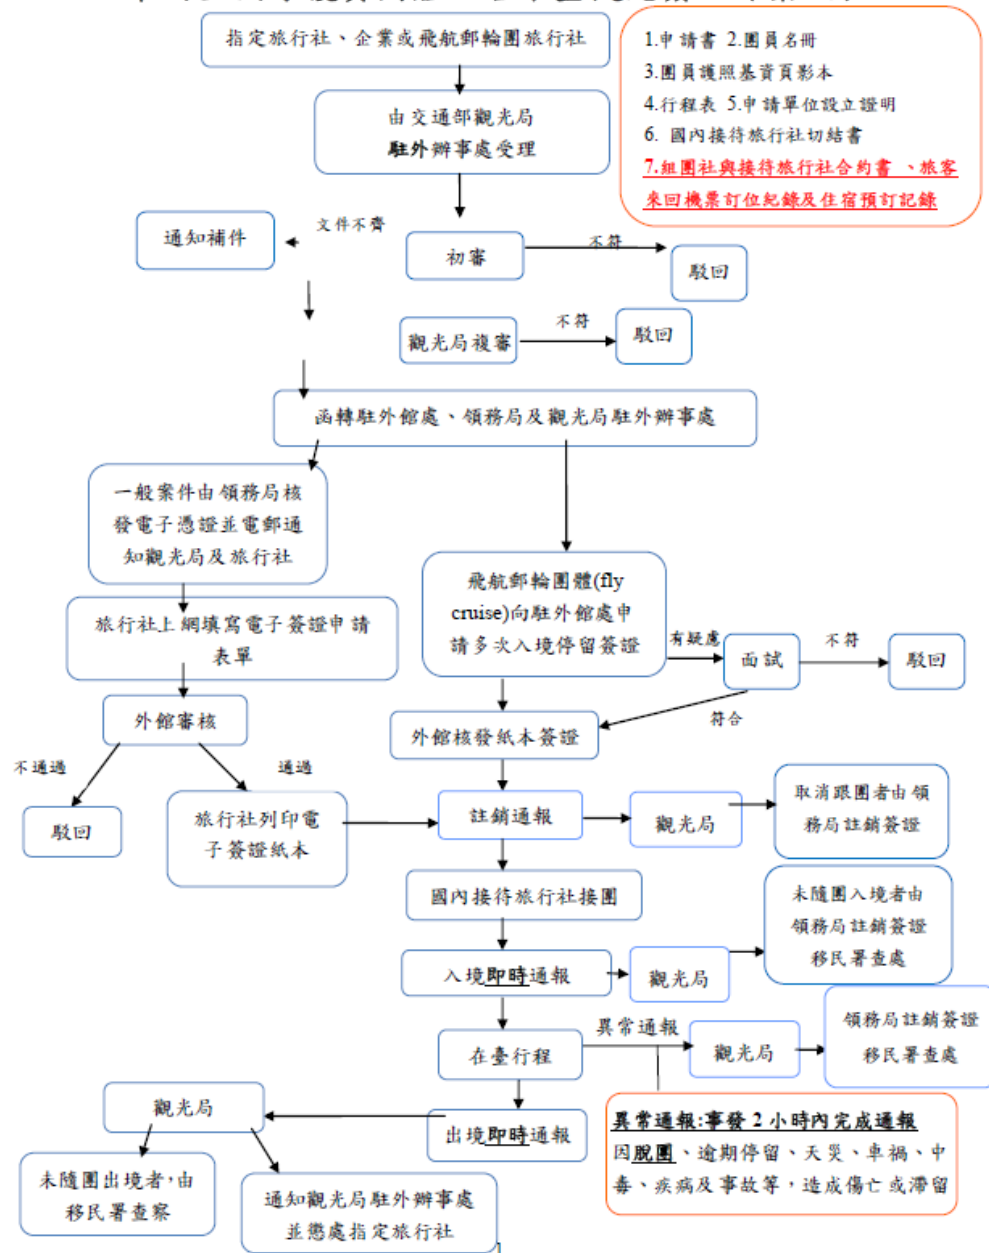 指定旅行社、企業或飛航郵輪團旅行社
1.申請書 2.團員名冊
3.團員護照基資頁影本
4.行程表 5.申請單位設立證明
6. 國內接待旅行社切結書
7.組團社與接待旅行社合約書 、旅客
來回機票訂位紀錄及住宿預訂記錄
由交通部觀光局
駐外辦事處受理
通知補件
文件不齊
初審
不符
駁回
觀光局複審
不符
駁回
函轉駐外館處、領務局及觀光局駐外辦事處
一般案件由領務局核
發電子憑證並電郵通
知觀光局及旅行社
飛航郵輪團體(fly
cruise)向駐外館處申
請多次入境停留簽證
旅行社上網填寫電子簽證申請
表單
有疑慮
面試
不符
駁回
外館審核
外館核發紙本簽證
符合
不通過
通過
駁回
旅行社列印電
子簽證紙本
註銷通報
觀光局
取消跟團者由領
務局註銷簽證
國內接待旅行社接團
未隨團入境者由
領務局註銷簽證
移民署查處
入境即時通報
觀光局
在臺行程
異常通報
觀光局
領務局註銷簽證
移民署查處
觀光局
出境即時通報
異常通報:事發 2 小時內完成通報
因脫團、逾期停留、天災、車禍、中
毒、疾病及事故等，造成傷亡或滯留
未隨團出境者，由
移民署查察
通知觀光局駐外辦事處
並懲處指定旅行社